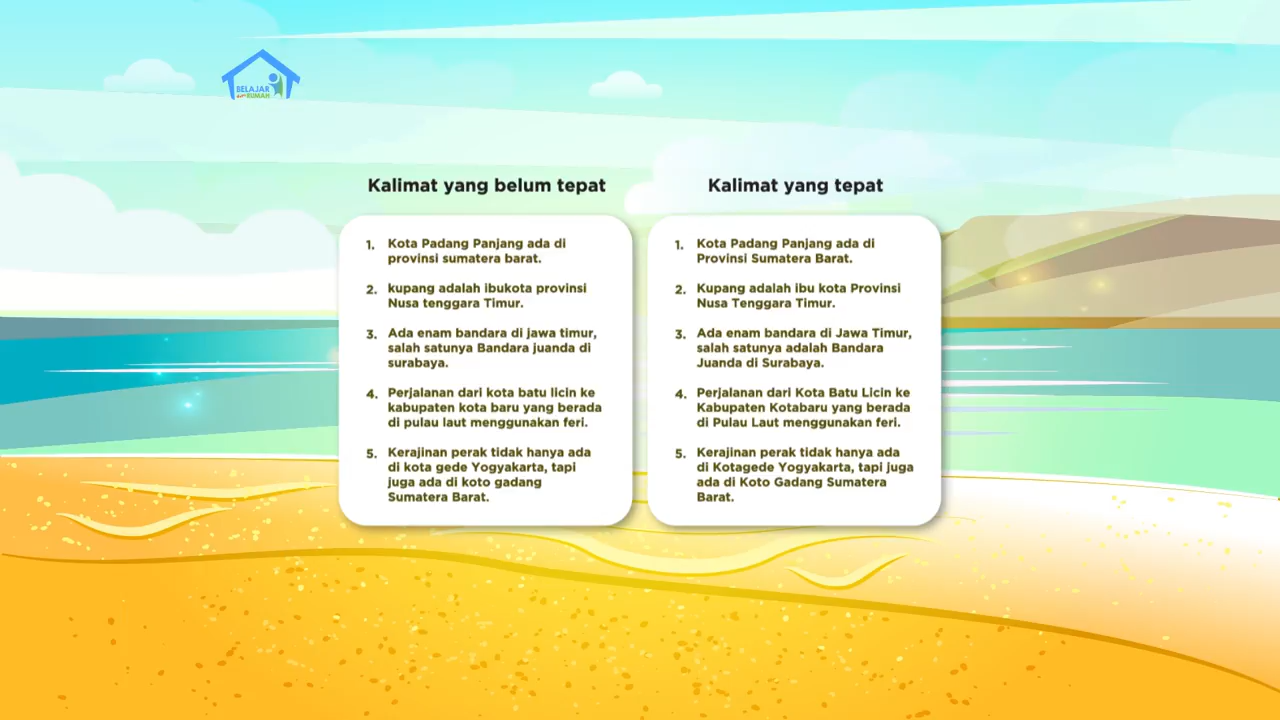 BELAJAR
dari RUMAH
Kalimat yang belum tepat
1. Kota Padang Panjang ada di
provinsi sumatera barat.
2. kupang adalah ibukota provinsi
Nusa tenggara Timur.
3. Ada enam bandara di jawa timur,
salah satunya Bandara juanda di
surabaya.
4. Perjalanan dari kota batu licin ke
kabupaten kota baru yang berada
di pulau laut menggunakan feri.
5. Kerajinan perak tidak hanya ada
di kota gede Yogyakarta, tapi
juga ada di koto gadang
Sumatera Barat.
Kalimat yang tepat
1. Kota Padang Panjang ada di
Provinsi Sumatera Barat.
2. Kupang adalah ibu kota Provinsi
Nusa Tenggara Timur.
3. Ada enam bandara di Jawa Timur,
salah satunya adalah Bandara
Juanda di Surabaya.
4. Perjalanan dari Kota Batu Licin ke
Kabupaten Kotabaru yang berada
di Pulau Laut menggunakan feri.
5. Kerajinan perak tidak hanya ada
di Kotagede Yogyakarta, tapi juga
ada di Koto Gadang Sumatera
Barat.